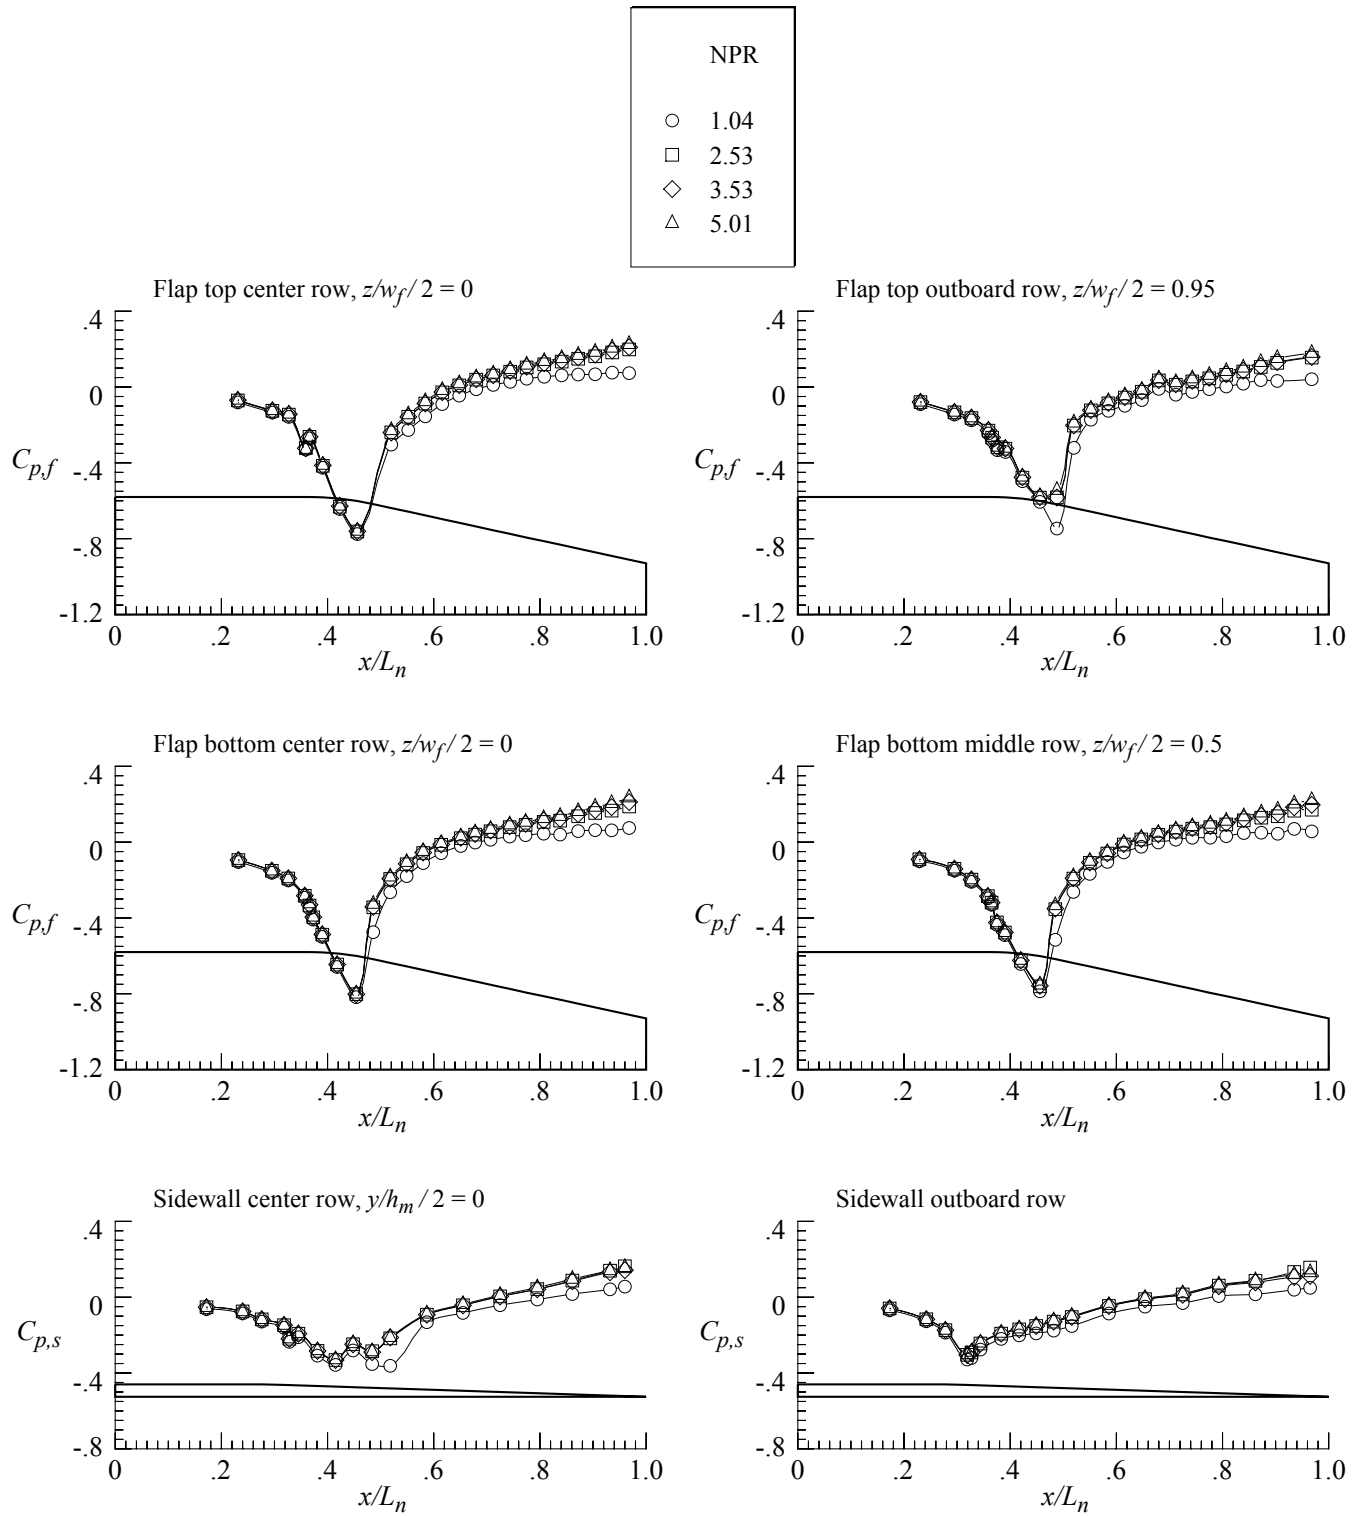 NPR
1.04
2.53
3.53
5.01
Flap top center row, z/w_f / 2 = 0
.4
0
-.4
-.8
-1.2
C_p,f
0 .2 .4 .6 .8 1.0
x/L_n
Flap top outboard row, z/w_f / 2 = 0.95
.4
0
-.4
-.8
-1.2
C_p,f
0 .2 .4 .6 .8 1.0
x/L_n
Flap bottom center row, z/w_f / 2 = 0
.4
0
-.4
-.8
-1.2
C_p,f
0 .2 .4 .6 .8 1.0
x/L_n
Flap bottom middle row, z/w_f / 2 = 0.5
.4
0
-.4
-.8
-1.2
C_p,f
0 .2 .4 .6 .8 1.0
x/L_n
Sidewall center row, y/h_m / 2 = 0
.4
0
-.4
-.8
C_p,s
0 .2 .4 .6 .8 1.0
x/L_n
Sidewall outboard row
.4
0
-.4
-.8
C_p,s
0 .2 .4 .6 .8 1.0
x/L_n